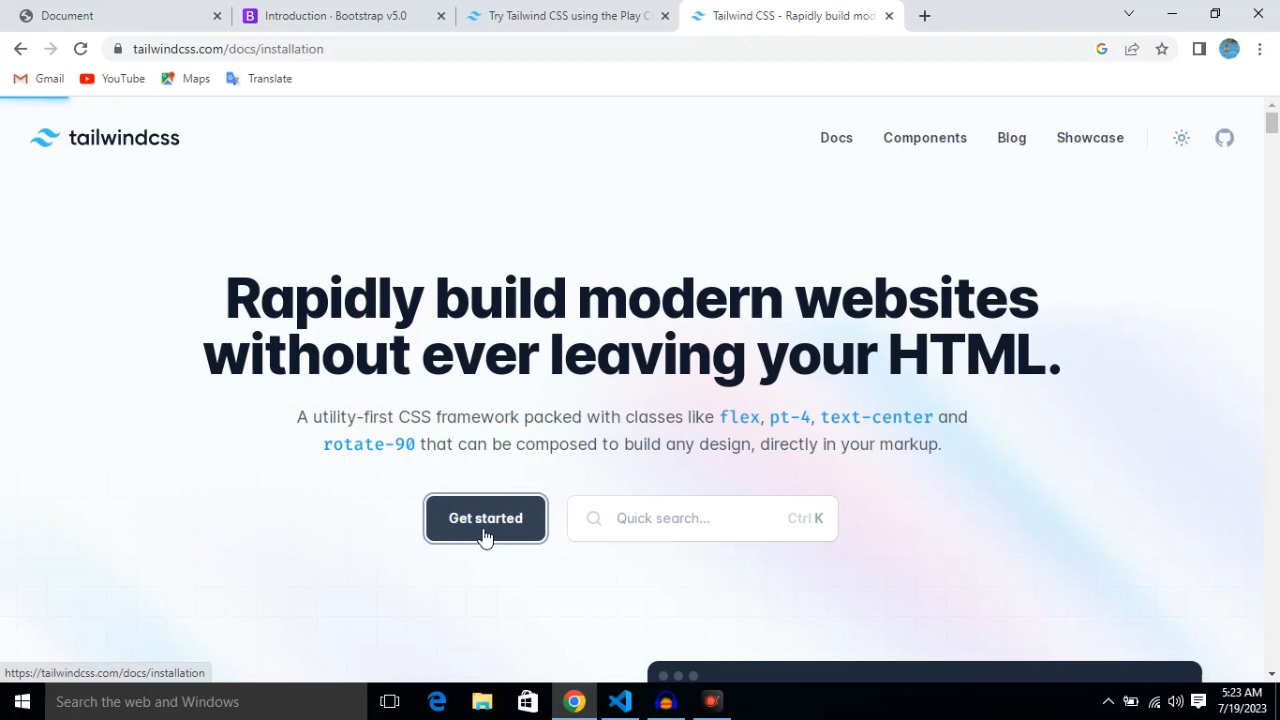 Document
Introduction · Bootstrap v5.0
Try Tailwind CSS using the Play C
Tailwind CSS - Rapidly build mod
tailwindcss.com/docs/installation
Gmail
YouTube
Maps
Translate
tailwindcss
Docs
Components
Blog
Showcase
Rapidly build modern websites
without ever leaving your HTML.
A utility-first CSS framework packed with classes like flex, pt-4, text-center and
rotate-90 that can be composed to build any design, directly in your markup.
Get started
Quick search...
Ctrl K
https://tailwindcss.com/docs/installation
Search the web and Windows
5:23 AM
7/19/2023